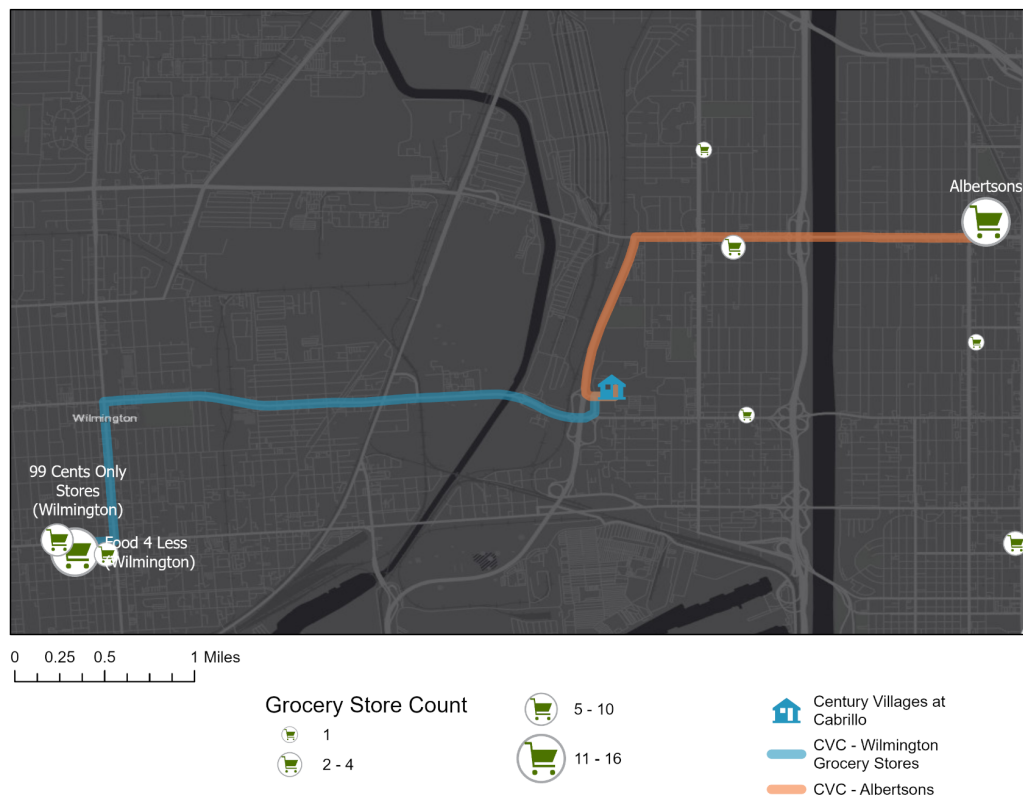 Albertsons
Wilmington
99 Cents Only
Stores
(Wilmington)
Food 4 Less
(Wilmington)
0 0.25 0.5 1 Miles
Grocery Store Count
1
2 - 4
5 - 10
11 - 16
Century Villages at
Cabrillo
CVC - Wilmington
Grocery Stores
CVC - Albertsons